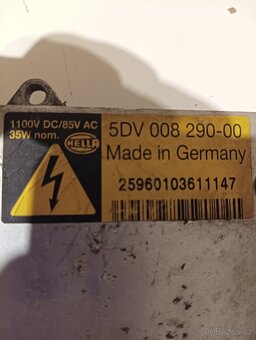 1100V DC/85V AC
35W nom.
HELLA
5DV 008 290-00
Made in Germany
25960103611147